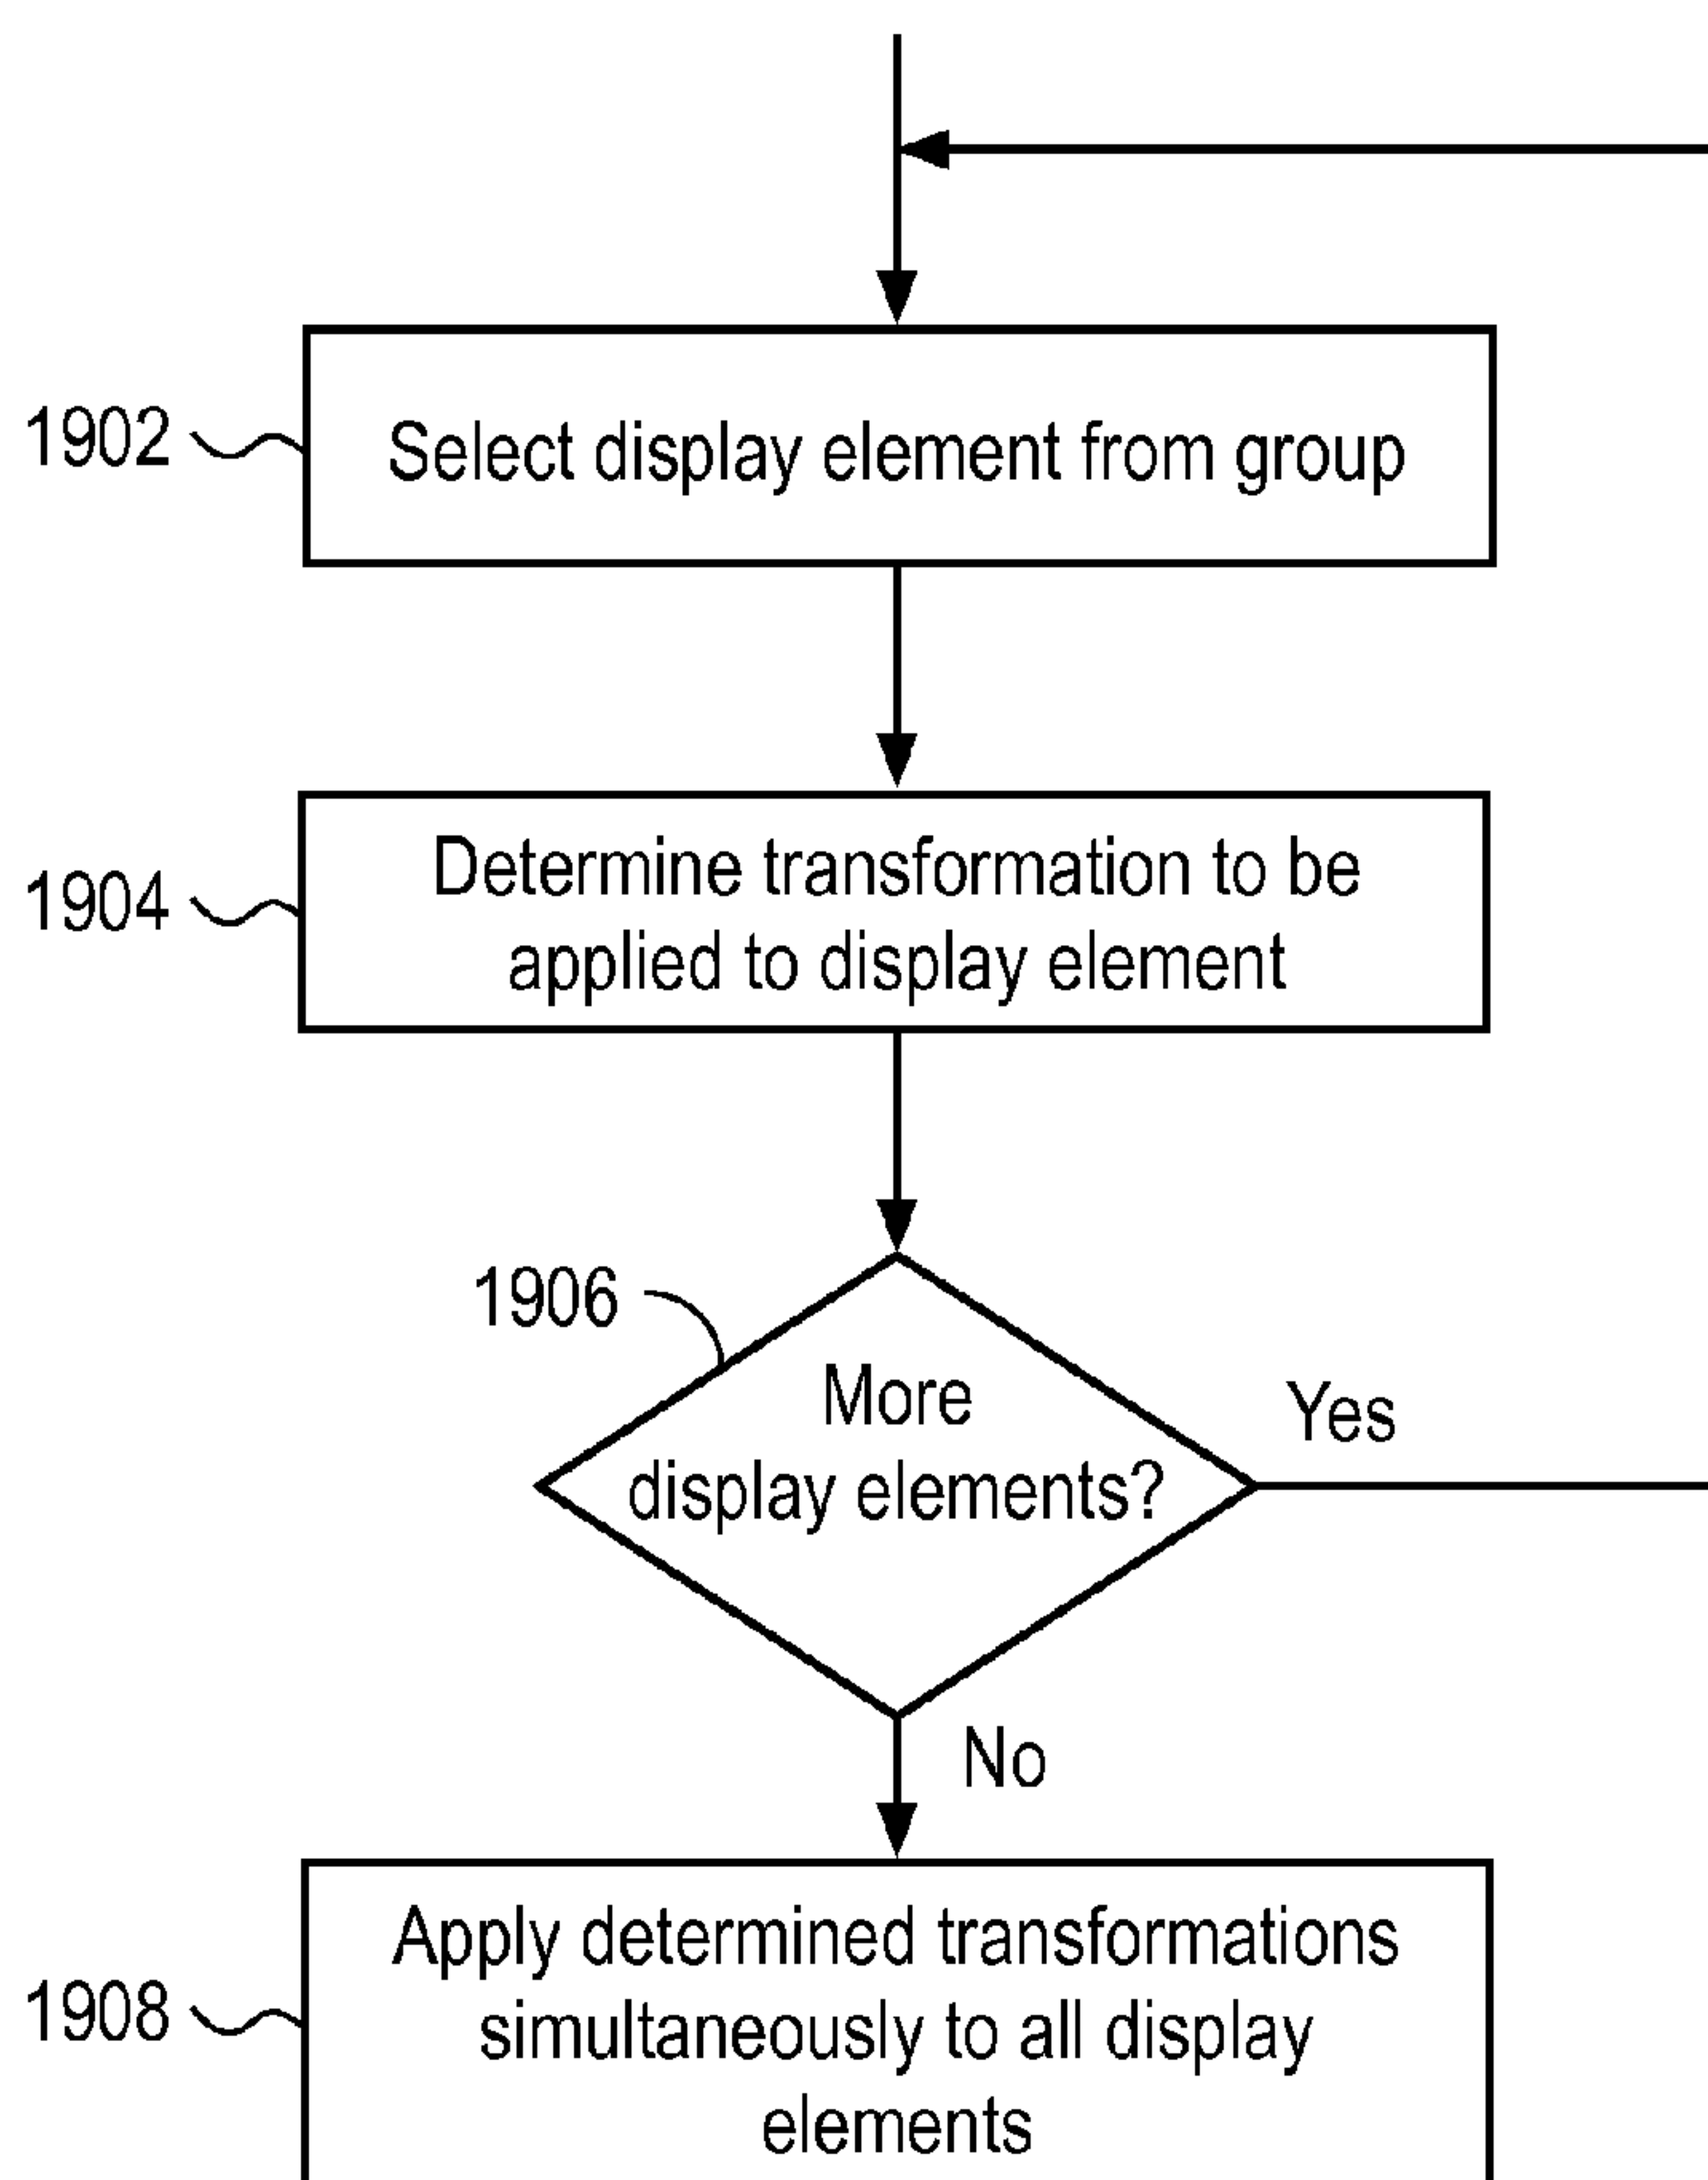 1902
Select display element from group
1904
Determine transformation to be
applied to display element
1906
More
display elements?
Yes
No
1908
Apply determined transformations
simultaneously to all display
elements